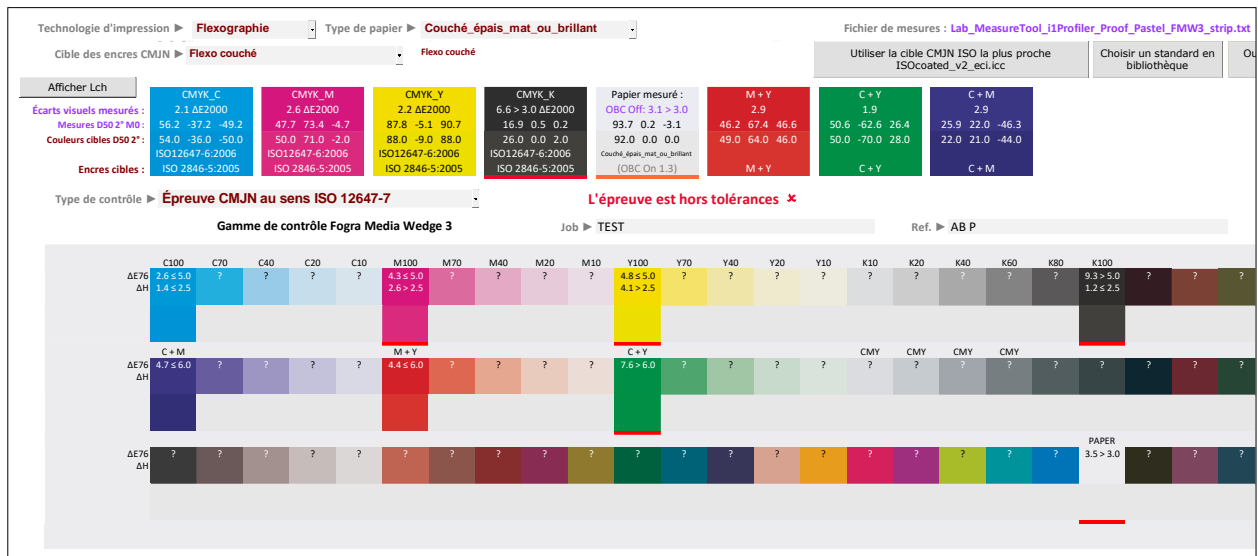 Technologie d'impression ► Flexographie Type de papier ► Couché_épais_mat_ou_brillant Fichier de mesures : Lab_MeasureTool_i1Profiler_Proof_Pastel_FMW3_strip.txt
Cible des encres CMJN ► Flexo couché Flexo couché
Utiliser la cible CMJN ISO la plus proche ISOcoated_v2_eci.icc
Choisir un standard en bibliothèque
Ou
Afficher Lch
CMYK_C CMYK_M CMYK_Y CMYK_K Papier mesuré : M + Y C + Y C + M
Écarts visuels mesurés : 2.1 ΔE2000 2.6 ΔE2000 2.2 ΔE2000 6.6 > 3.0 ΔE2000 OBC Off: 3.1 > 3.0 2.9 1.9 2.9
Mesures D50 2° M0 : 56.2 -37.2 -49.2 47.7 73.4 -4.7 87.8 -5.1 90.7 16.9 0.5 0.2 93.7 0.2 -3.1 46.2 67.4 46.6 50.6 -62.6 26.4 25.9 22.0 -46.3
Couleurs cibles D50 2° : 54.0 -36.0 -50.0 50.0 71.0 -2.0 88.0 -9.0 88.0 26.0 0.0 2.0 92.0 0.0 0.0 49.0 64.0 46.0 50.0 -70.0 28.0 22.0 21.0 -44.0
ISO12647-6:2006 ISO12647-6:2006 ISO12647-6:2006 ISO12647-6:2006 Couché_épais_mat_ou_brillant
Encres cibles : ISO 2846-5:2005 ISO 2846-5:2005 ISO 2846-5:2005 ISO 2846-5:2005 (OBC On 1.3) M + Y C + Y C + M
Type de contrôle ► Épreuve CMJN au sens ISO 12647-7 L'épreuve est hors tolérances ✘
Gamme de contrôle Fogra Media Wedge 3 Job ► TEST Ref. ► AB P
C100 C70 C40 C20 C10 M100 M70 M40 M20 M10 Y100 Y70 Y40 Y20 Y10 K10 K20 K40 K60 K80 K100
ΔE76 2.6 ≤ 5.0 ? ? ? ? 4.3 ≤ 5.0 ? ? ? ? 4.8 ≤ 5.0 ? ? ? ? ? ? ? ? ? 9.3 > 5.0 ? ? ?
ΔH 1.4 ≤ 2.5 2.6 > 2.5 4.1 > 2.5 1.2 ≤ 2.5
C + M M + Y C + Y CMY CMY CMY CMY
ΔE76 4.7 ≤ 6.0 ? ? ? ? 4.4 ≤ 6.0 ? ? ? ? 7.6 > 6.0 ? ? ? ? ? ? ? ? ? ? ? ? ?
ΔH
PAPER
ΔE76 ? ? ? ? ? ? ? ? ? ? ? ? ? ? ? ? ? ? ? ? 3.5 > 3.0 ? ? ?
ΔH